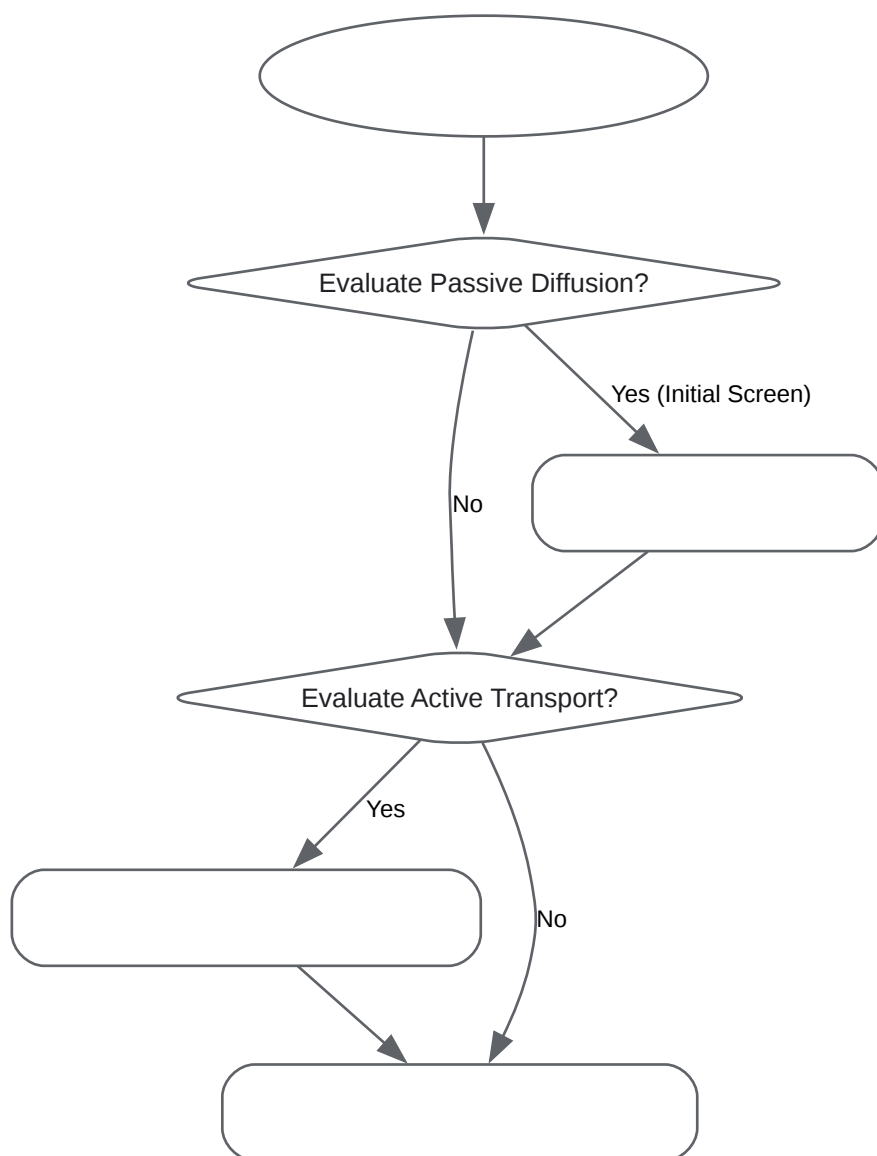 Evaluate Passive Diffusion?
Yes (Initial Screen)
No
Evaluate Active Transport?
Yes
No